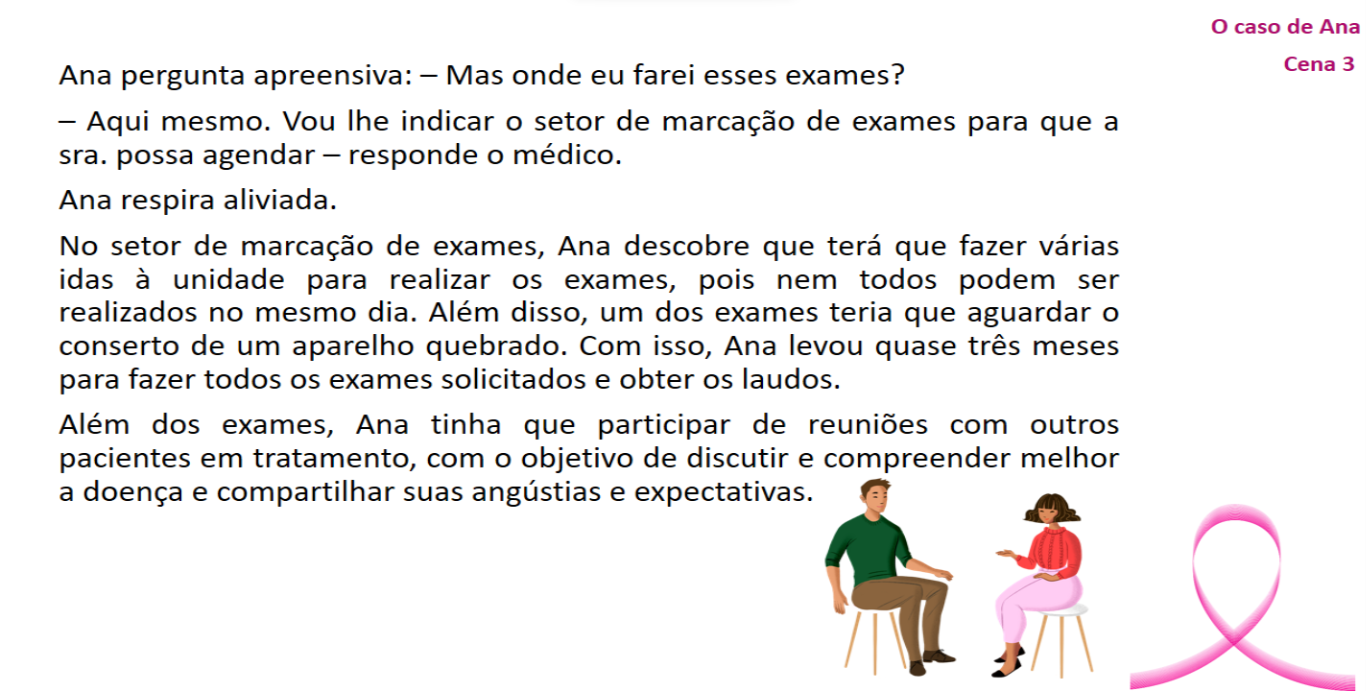 O caso de Ana
Cena 3
Ana pergunta apreensiva: – Mas onde eu farei esses exames?
– Aqui mesmo. Vou lhe indicar o setor de marcação de exames para que a
sra. possa agendar – responde o médico.
Ana respira aliviada.
No setor de marcação de exames, Ana descobre que terá que fazer várias
idas à unidade para realizar os exames, pois nem todos podem ser
realizados no mesmo dia. Além disso, um dos exames teria que aguardar o
conserto de um aparelho quebrado. Com isso, Ana levou quase três meses
para fazer todos os exames solicitados e obter os laudos.
Além dos exames, Ana tinha que participar de reuniões com outros
pacientes em tratamento, com o objetivo de discutir e compreender melhor
a doença e compartilhar suas angústias e expectativas.